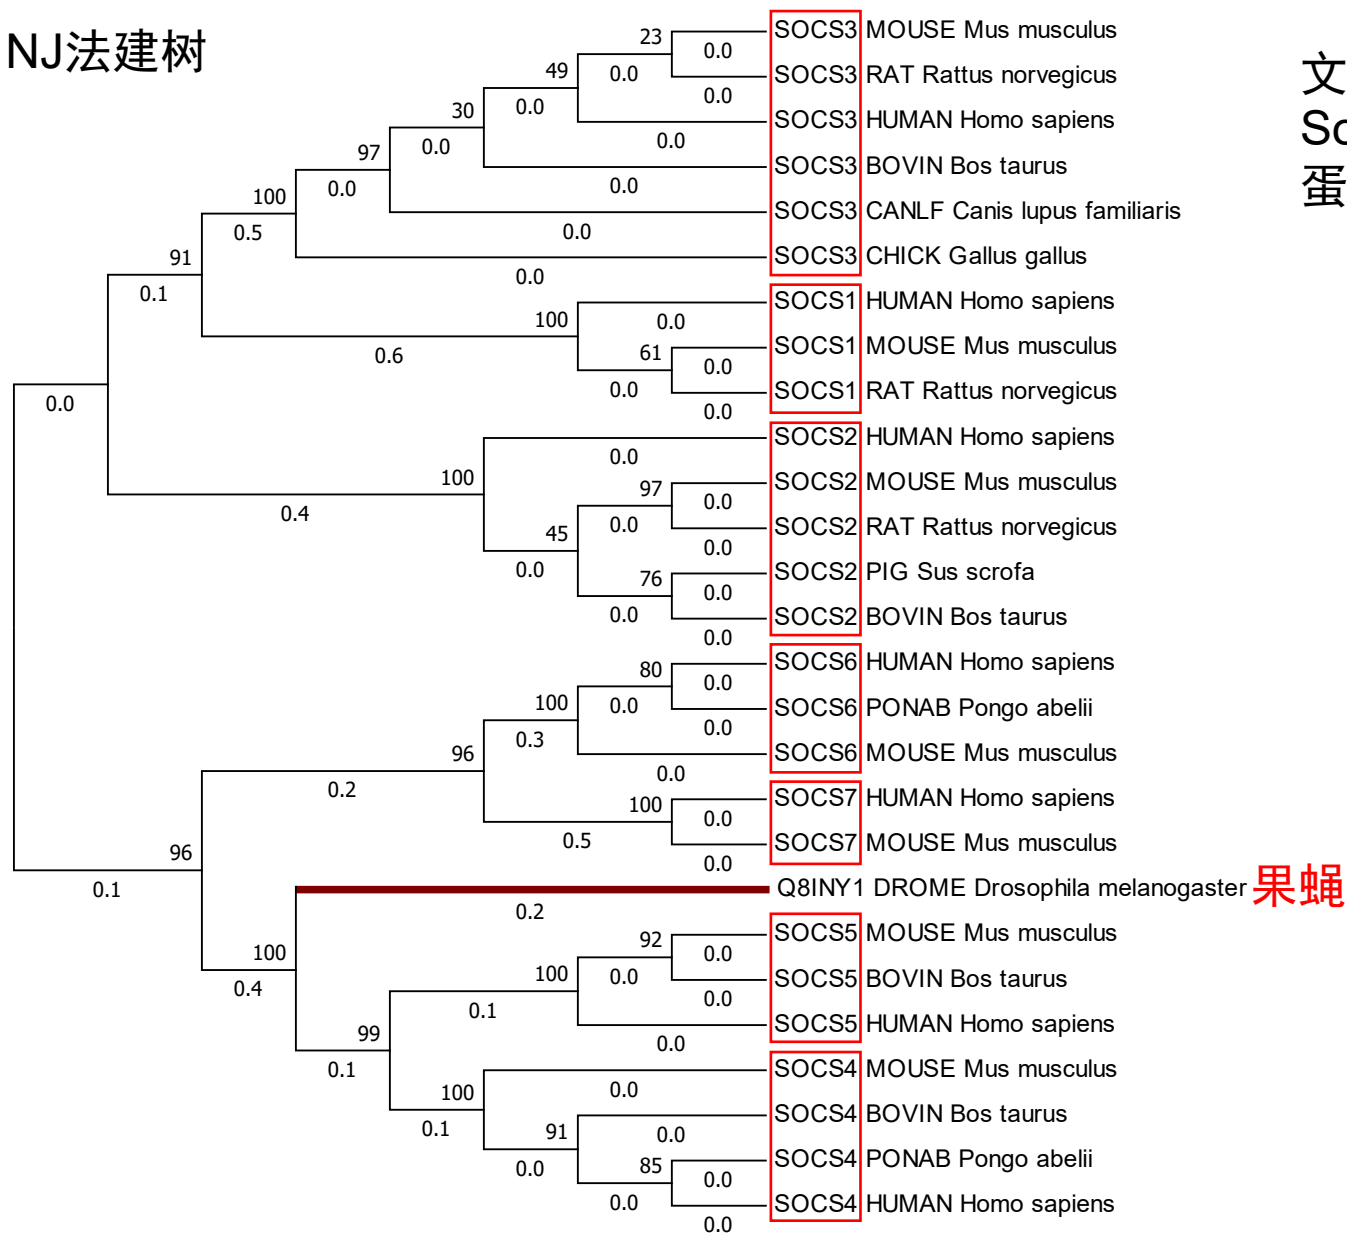 NJ法建树
文
So
蛋
SOCS3 MOUSE Mus musculus
SOCS3 RAT Rattus norvegicus
SOCS3 HUMAN Homo sapiens
SOCS3 BOVIN Bos taurus
SOCS3 CANLF Canis lupus familiaris
SOCS3 CHICK Gallus gallus
SOCS1 HUMAN Homo sapiens
SOCS1 MOUSE Mus musculus
SOCS1 RAT Rattus norvegicus
SOCS2 HUMAN Homo sapiens
SOCS2 MOUSE Mus musculus
SOCS2 RAT Rattus norvegicus
SOCS2 PIG Sus scrofa
SOCS2 BOVIN Bos taurus
SOCS6 HUMAN Homo sapiens
SOCS6 PONAB Pongo abelii
SOCS6 MOUSE Mus musculus
SOCS7 HUMAN Homo sapiens
SOCS7 MOUSE Mus musculus
Q8INY1 DROME Drosophila melanogaster 果蝇
SOCS5 MOUSE Mus musculus
SOCS5 BOVIN Bos taurus
SOCS5 HUMAN Homo sapiens
SOCS4 MOUSE Mus musculus
SOCS4 BOVIN Bos taurus
SOCS4 PONAB Pongo abelii
SOCS4 HUMAN Homo sapiens
23
0.0
49
0.0
0.0
30
0.0
0.0
97
0.0
0.0
100
0.0
0.0
91
0.5
0.0
0.1
100
0.0
0.6
61
0.0
0.0
0.0
0.0
100
0.0
0.4
97
0.0
45
0.0
0.0
0.0
76
0.0
0.0
0.0
80
0.0
100
0.0
0.0
96
0.3
0.0
0.2
100
0.0
0.5
0.0
96
0.1
0.2
100
0.4
92
0.0
100
0.0
0.0
0.1
0.0
99
0.1
100
0.0
0.1
91
0.0
0.0
85
0.0
0.0
0.0